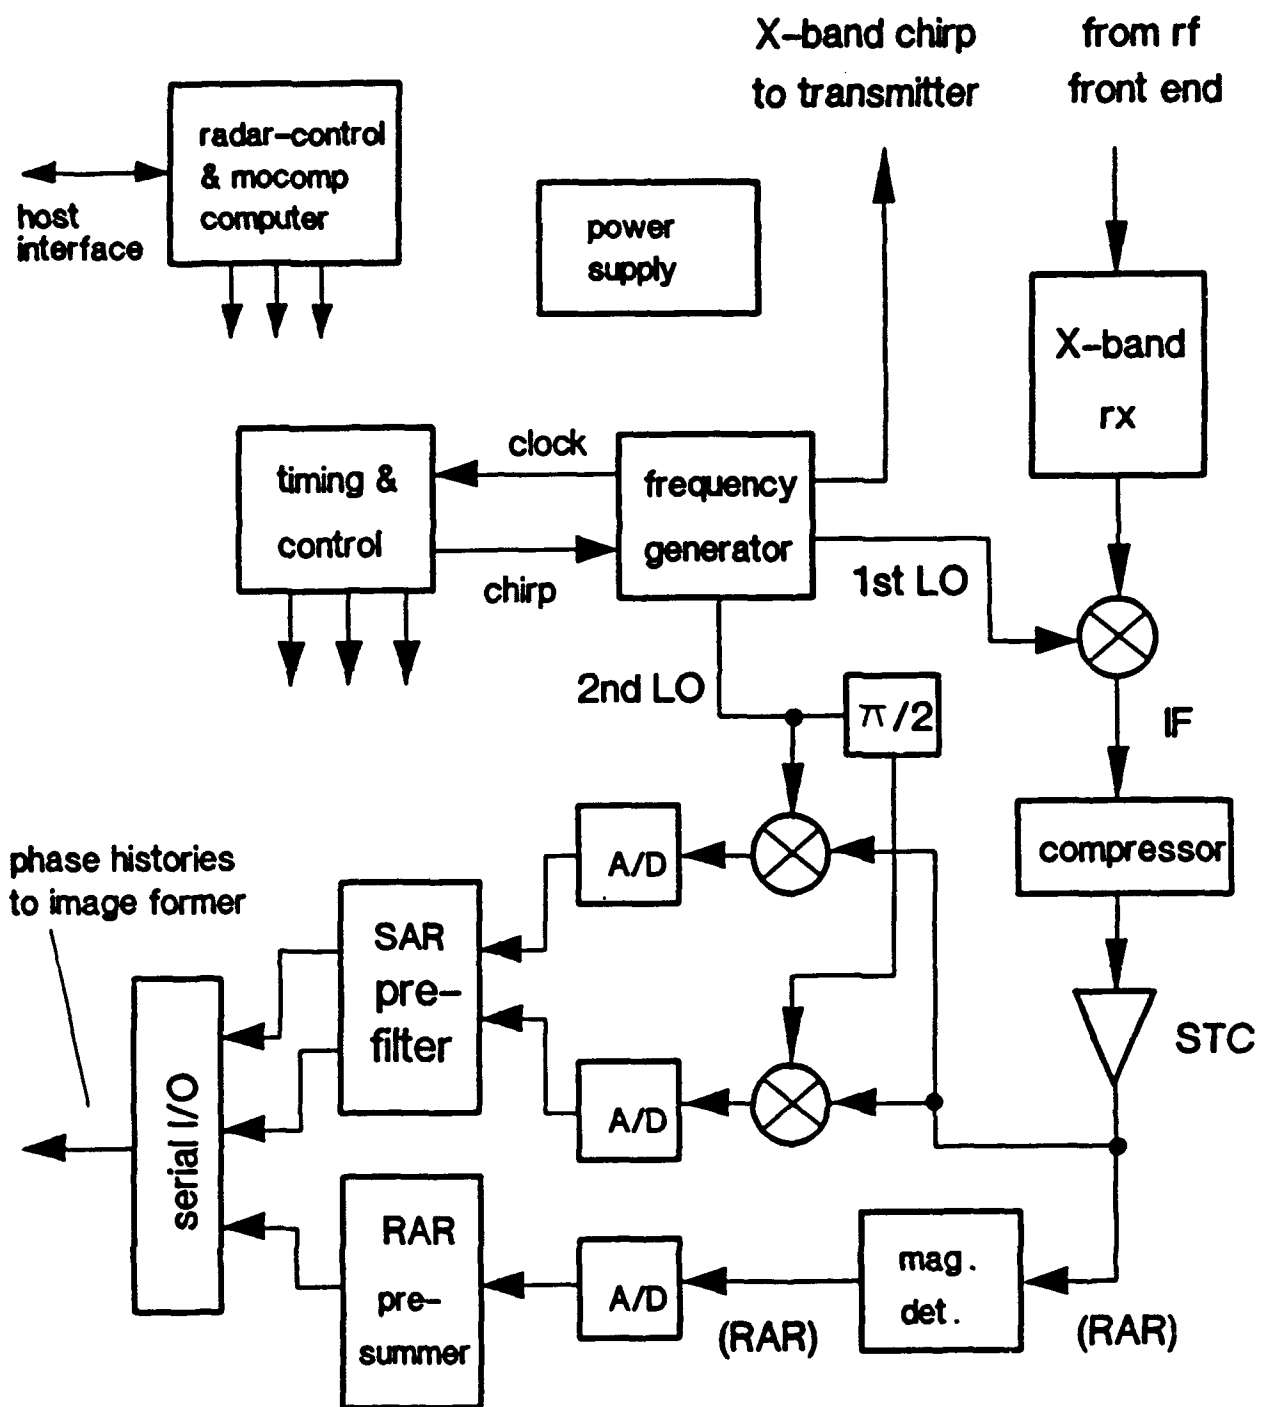 X-band chirp
to transmitter
from rf
front end
radar-control
& mocomp
computer
host
interface
power
supply
X-band
rx
timing &
control
clock
chirp
frequency
generator
1st LO
2nd LO
π/2
IF
compressor
A/D
phase histories
to image former
SAR
pre-
filter
STC
serial I/O
A/D
RAR
pre-
summer
A/D
(RAR)
mag.
det.
(RAR)